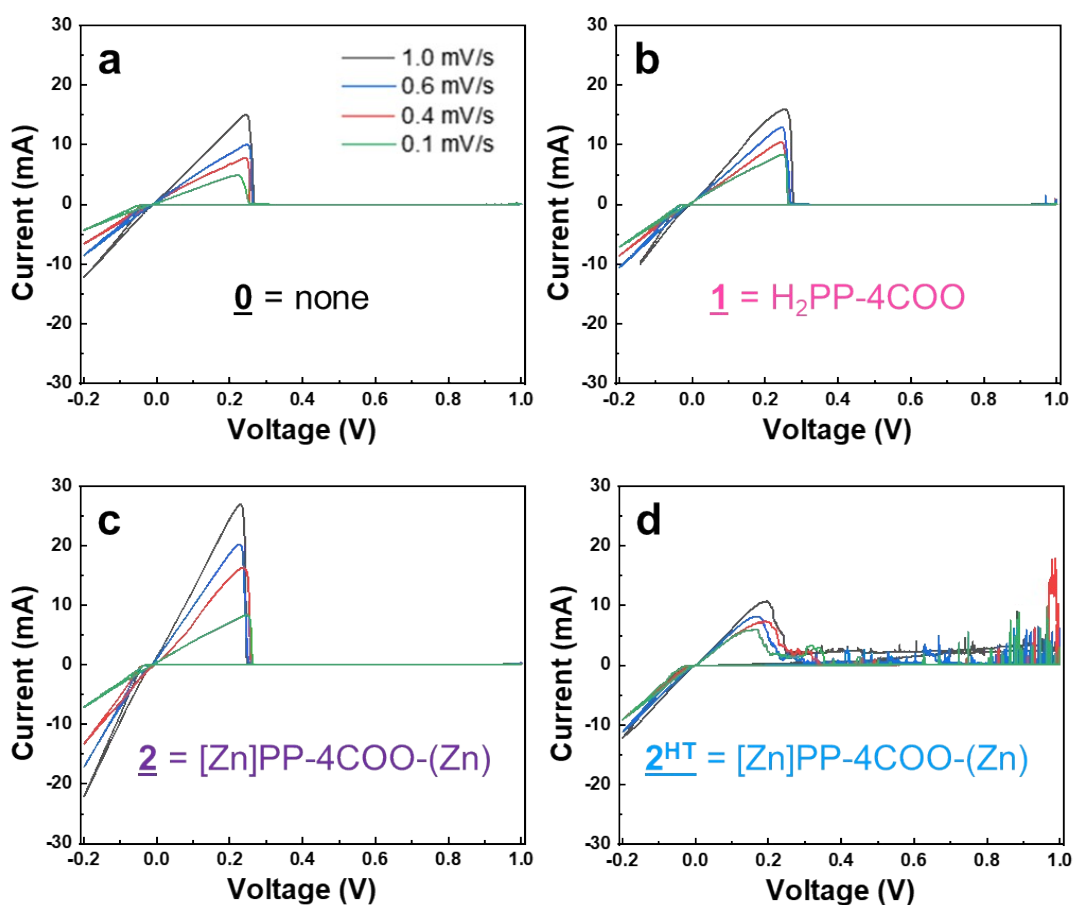 a
1.0 mV/s
0.6 mV/s
0.4 mV/s
0.1 mV/s
30
20
10
0
-10
-20
-30
Current (mA)
0 = none
-0.2 0.0 0.2 0.4 0.6 0.8 1.0
Voltage (V)
b
30
20
10
0
-10
-20
-30
Current (mA)
1 = H₂PP-4COO
-0.2 0.0 0.2 0.4 0.6 0.8 1.0
Voltage (V)
c
30
20
10
0
-10
-20
-30
Current (mA)
2 = [Zn]PP-4COO-(Zn)
-0.2 0.0 0.2 0.4 0.6 0.8 1.0
Voltage (V)
d
30
20
10
0
-10
-20
-30
Current (mA)
2ᴴᵀ = [Zn]PP-4COO-(Zn)
-0.2 0.0 0.2 0.4 0.6 0.8 1.0
Voltage (V)